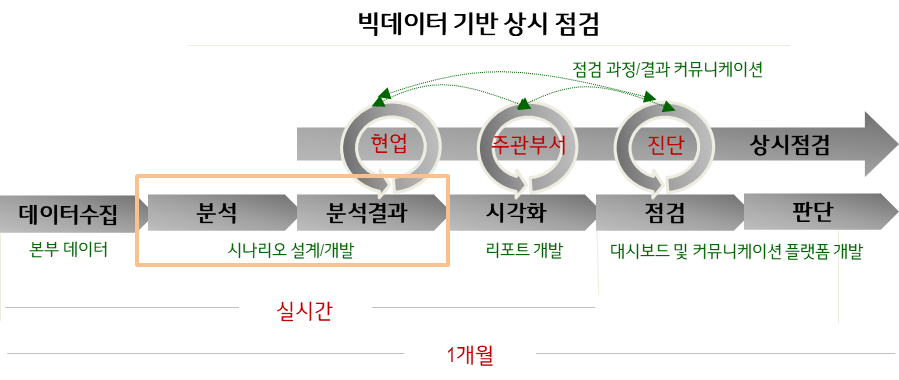 빅데이터 기반 상시 점검
점검 과정/결과 커뮤니케이션
현업
주관부서
진단
상시점검
데이터수집
분석
분석결과
시각화
점검
판단
본부 데이터
시나리오 설계/개발
리포트 개발
대시보드 및 커뮤니케이션 플랫폼 개발
실시간
1개월